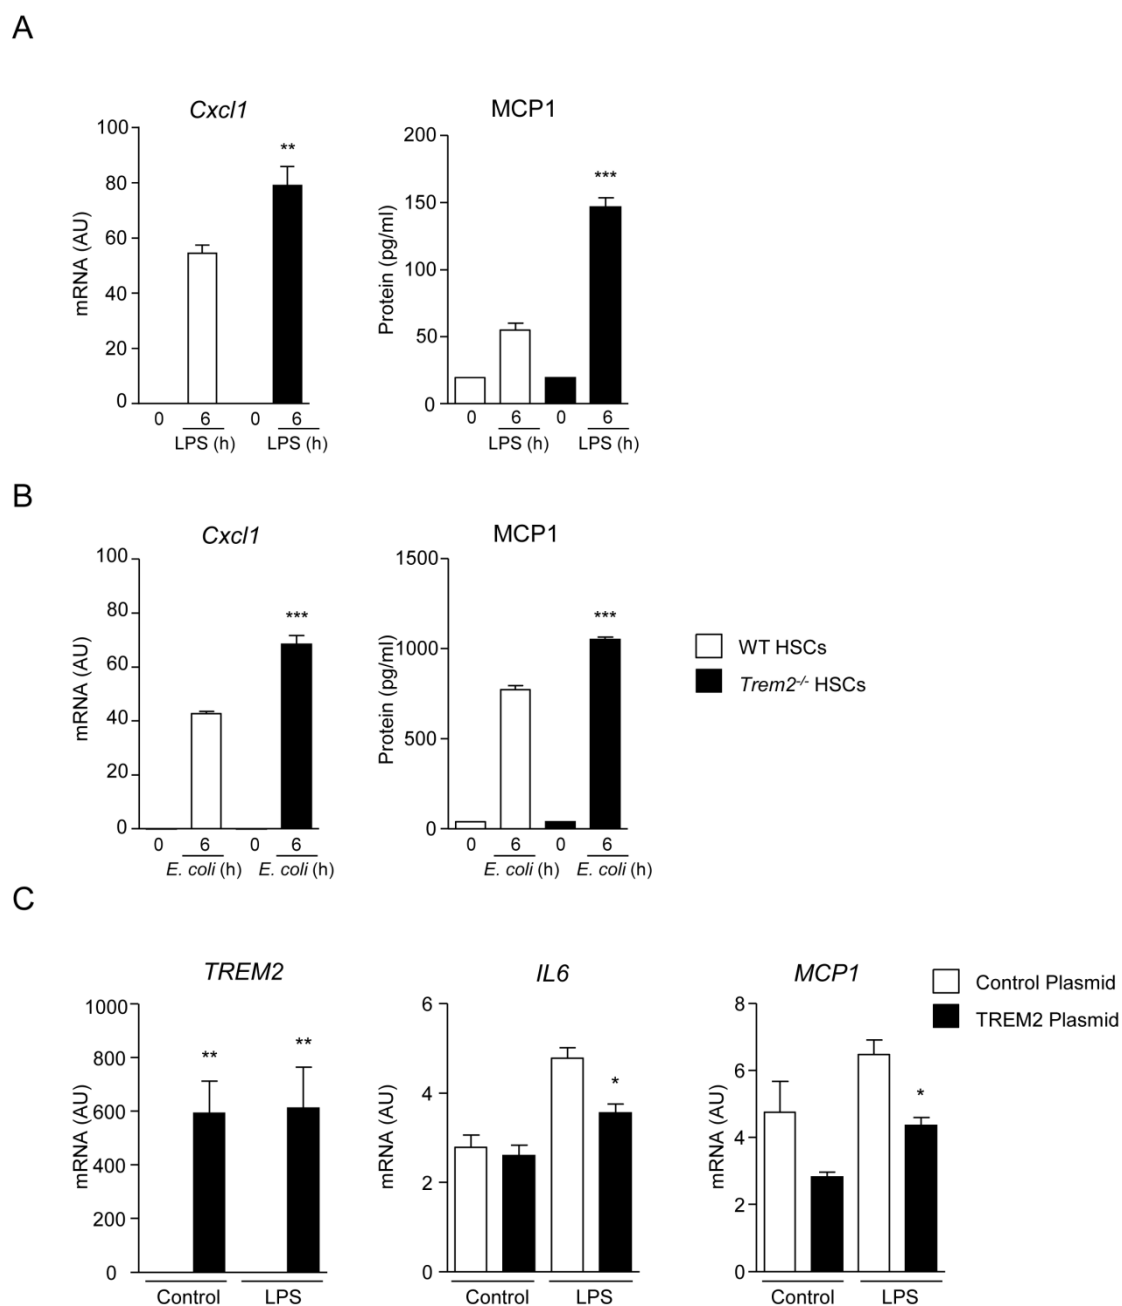 A
Cxcl1
MCP1
mRNA (AU)
100
80
60
40
20
0
0 6 0 6
LPS (h) LPS (h)
Protein (pg/ml)
200
150
100
50
0
0 6 0 6
LPS (h) LPS (h)
**
***
B
Cxcl1
MCP1
mRNA (AU)
100
80
60
40
20
0
0 6 0 6
E. coli (h) E. coli (h)
Protein (pg/ml)
1500
1000
500
0
0 6 0 6
E. coli (h) E. coli (h)
***
***
WT HSCs
Trem2-/- HSCs
C
TREM2
IL6
MCP1
mRNA (AU)
1000
800
600
400
200
0
** **
Control LPS
mRNA (AU)
6
4
2
0
*
Control LPS
mRNA (AU)
8
6
4
2
0
*
Control LPS
Control Plasmid
TREM2 Plasmid